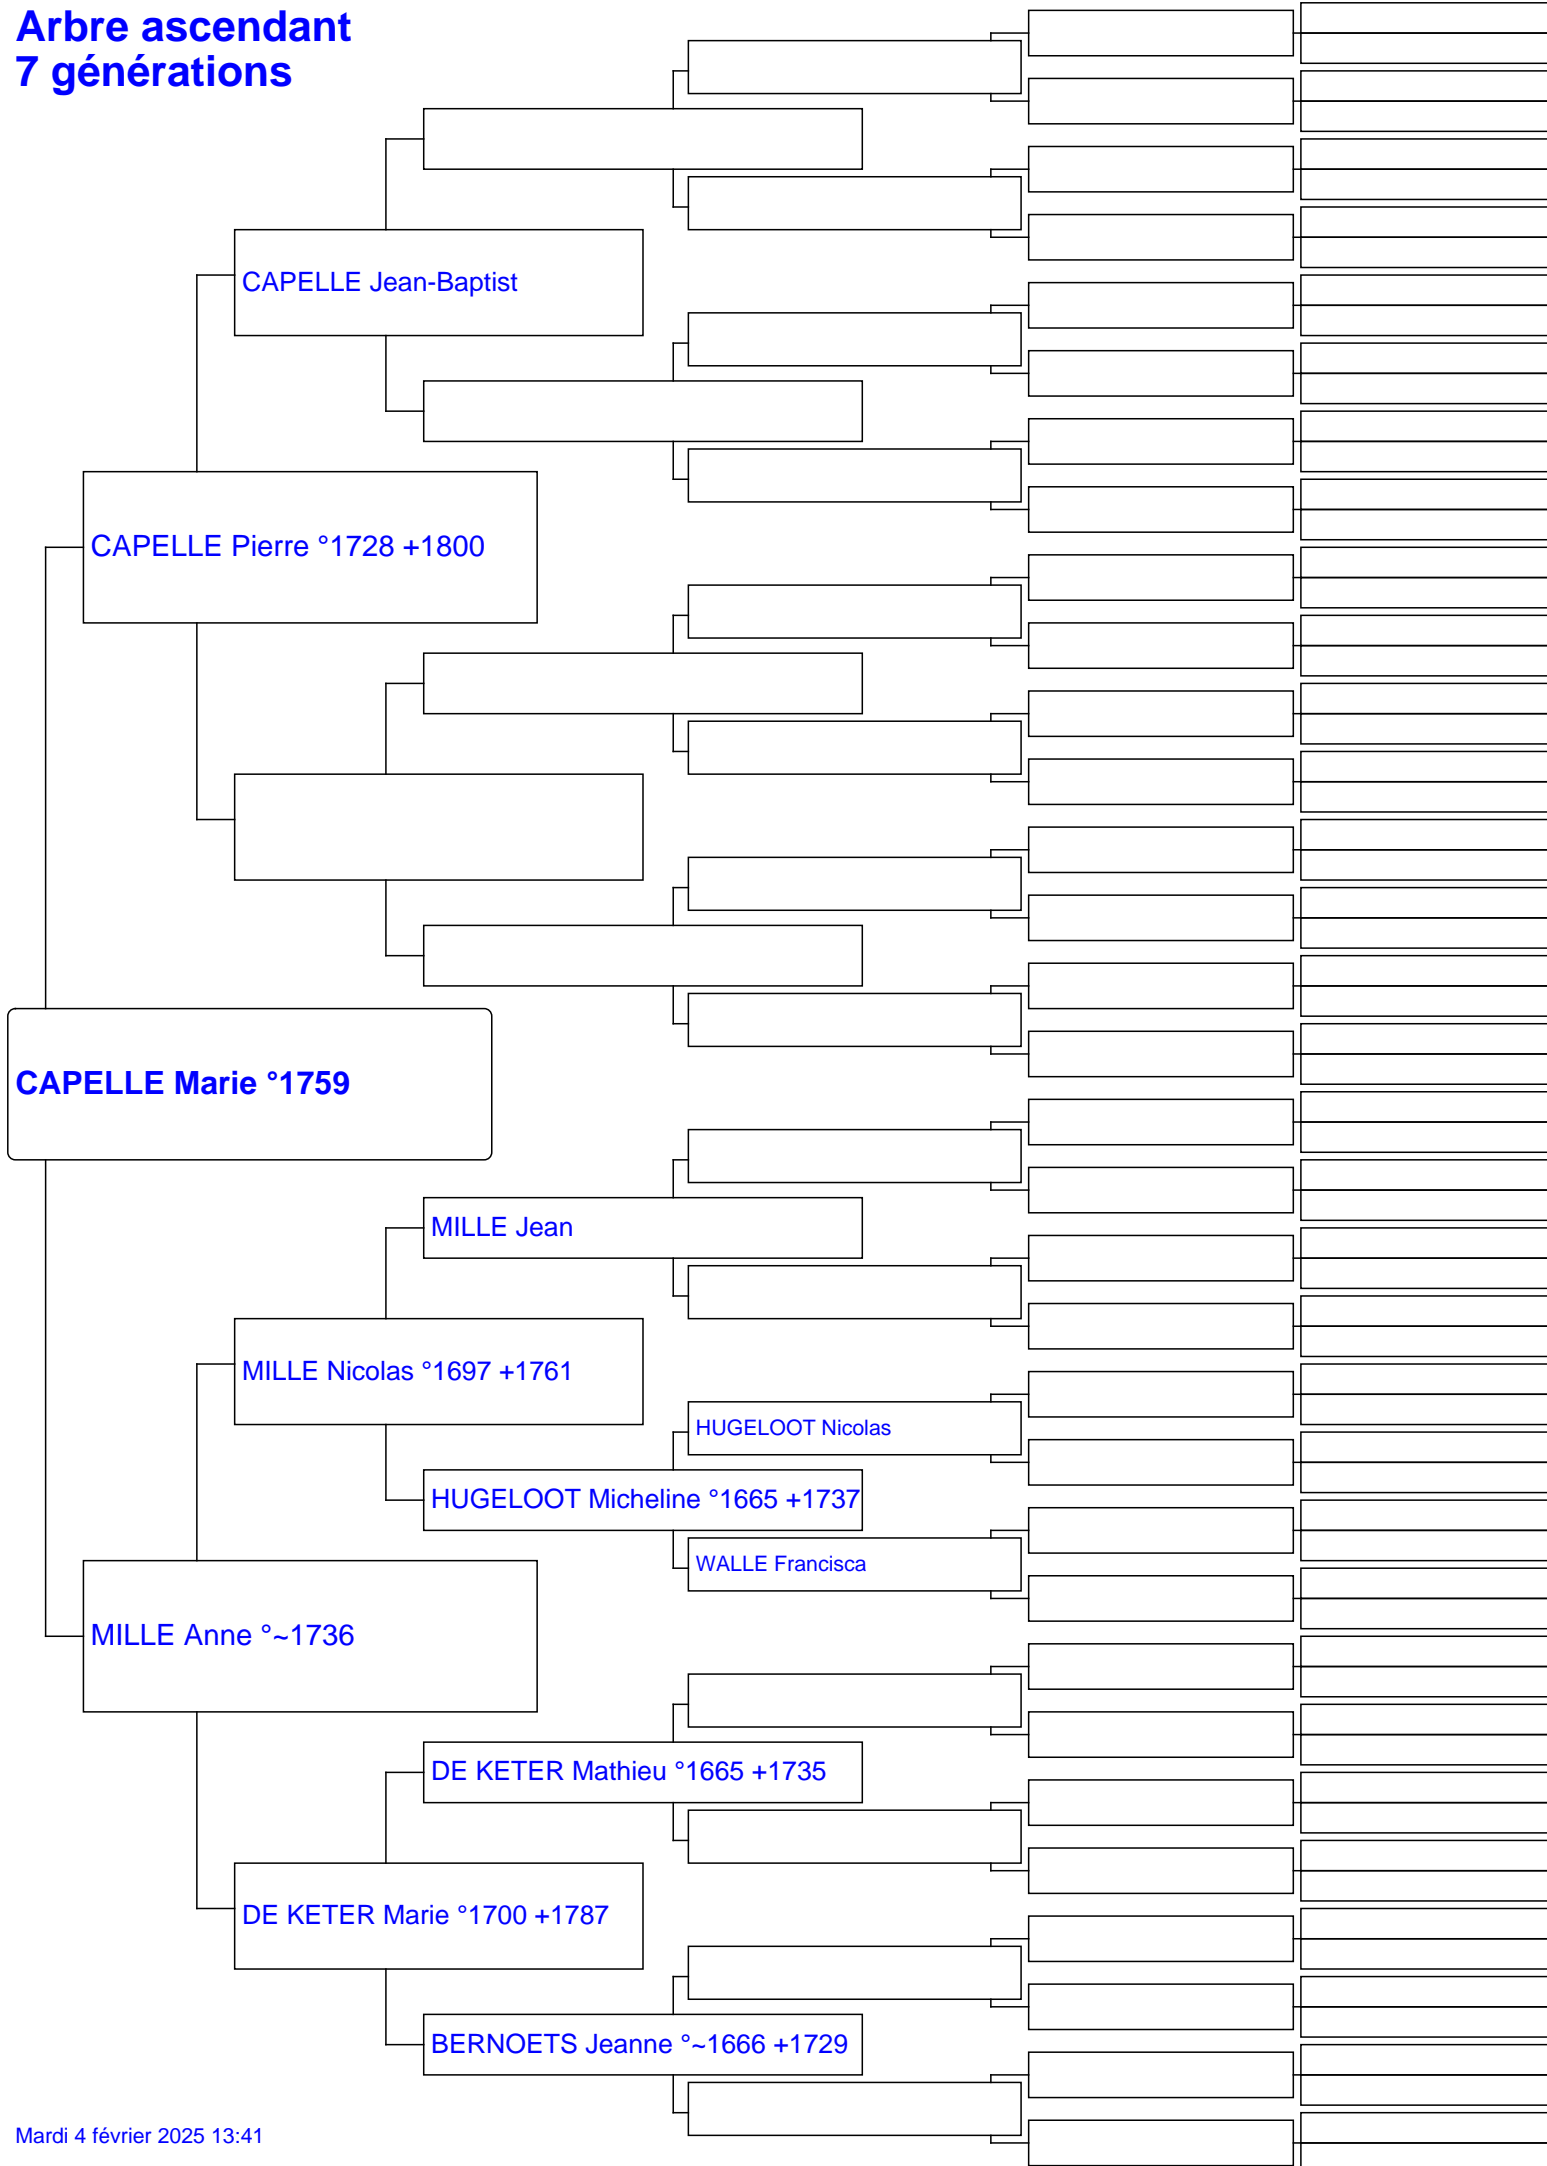 Arbre ascendant
7 générations
CAPELLE Jean-Baptist
CAPELLE Pierre °1728 +1800
CAPELLE Marie °1759
MILLE Jean
MILLE Nicolas °1697 +1761
HUGELOOT Nicolas
HUGELOOT Micheline °1665 +1737
WALLE Francisca
MILLE Anne °~1736
DE KETER Mathieu °1665 +1735
DE KETER Marie °1700 +1787
BERNOETS Jeanne °~1666 +1729
Mardi 4 février 2025 13:41